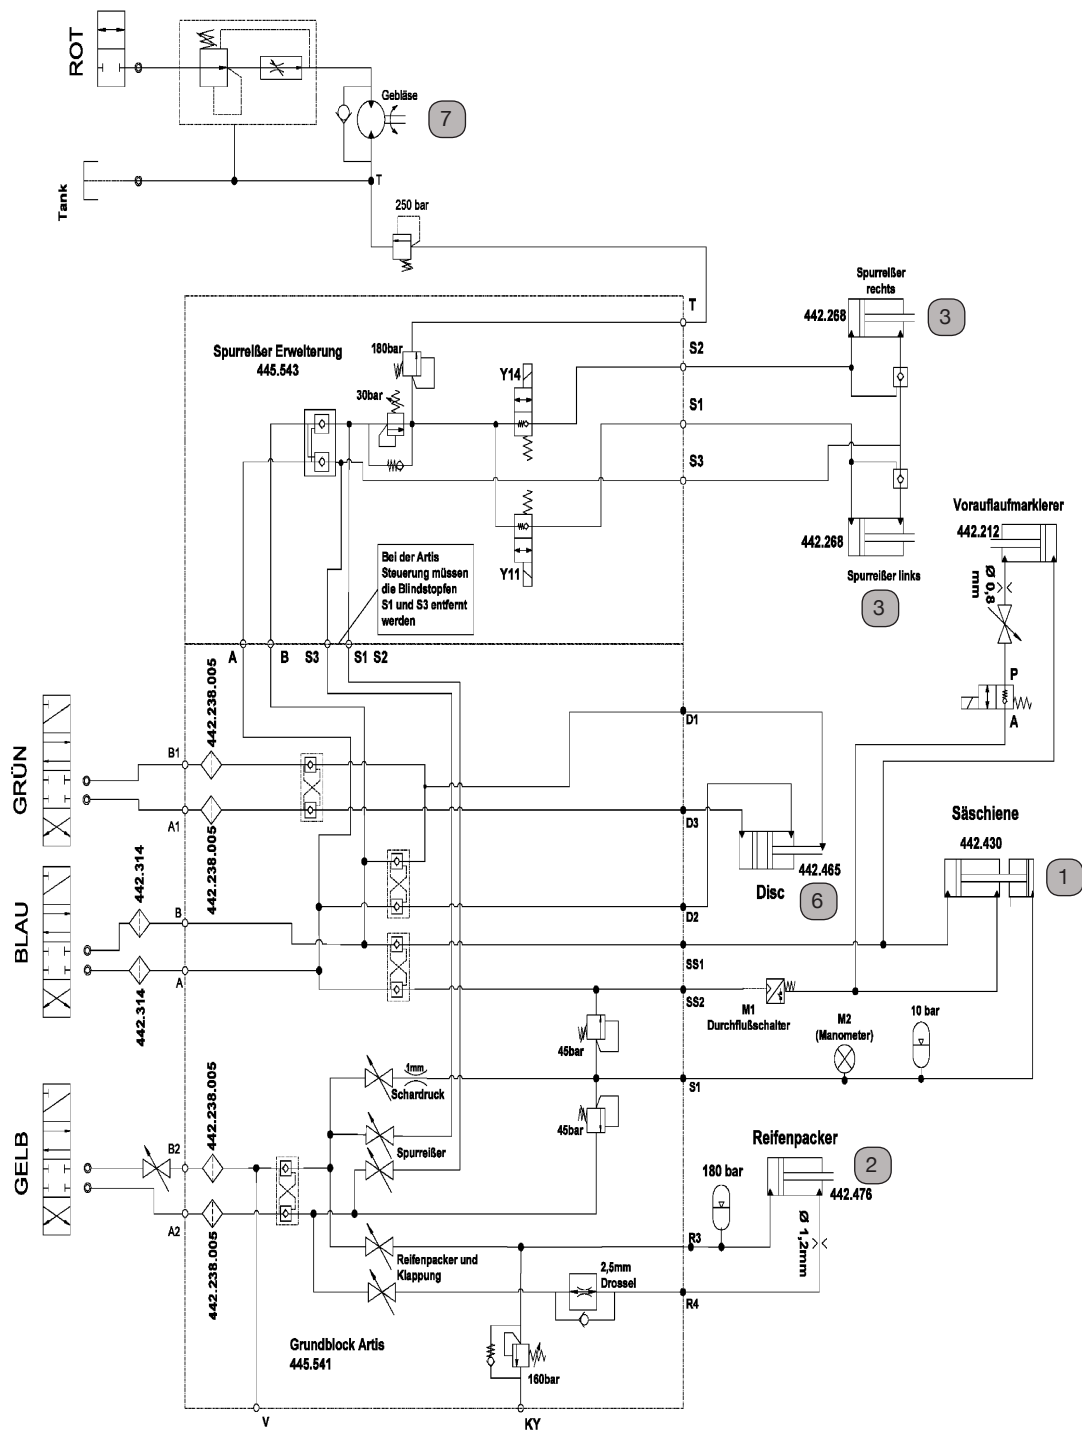 ROT
Gebläse
7
Tank
T
250 bar
Spurreißer
rechts
442.268
3
T
S2
Spurreißer Erweiterung
445.543
180bar
30bar
Y14
S1
S3
442.268
Spurreißer links
3
Y11
Bei der Artis
Steuerung müssen
die Blindstopfen
S1 und S3 entfernt
werden
Vorauflaufmarkierer
442.212
Ø 0,8
mm
P
A
A
B
S3
S1
S2
GRÜN
B1
442.238.005
A1
442.238.005
D1
D3
442.465
Disc
6
D2
Säschiene
442.430
1
BLAU
442.314
B
A
442.314
SS1
SS2
M1
Durchflußschalter
M2
(Manometer)
10 bar
45bar
1mm
Schardruck
S1
45bar
Spurreißer
GELB
B2
442.238.005
A2
442.238.005
Reifenpacker
2
442.476
180 bar
Ø 1,2mm
R3
Reifenpacker und
Klappung
2,5mm
Drossel
R4
Grundblock Artis
445.541
160bar
V
KY